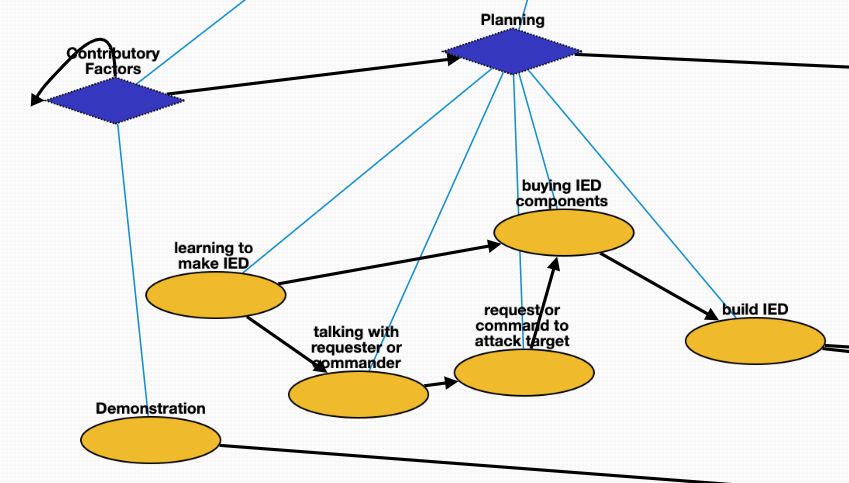 Planning
Contributory
Factors
buying IED
components
learning to
make IED
request or
command to
attack target
build IED
talking with
requester or
commander
Demonstration